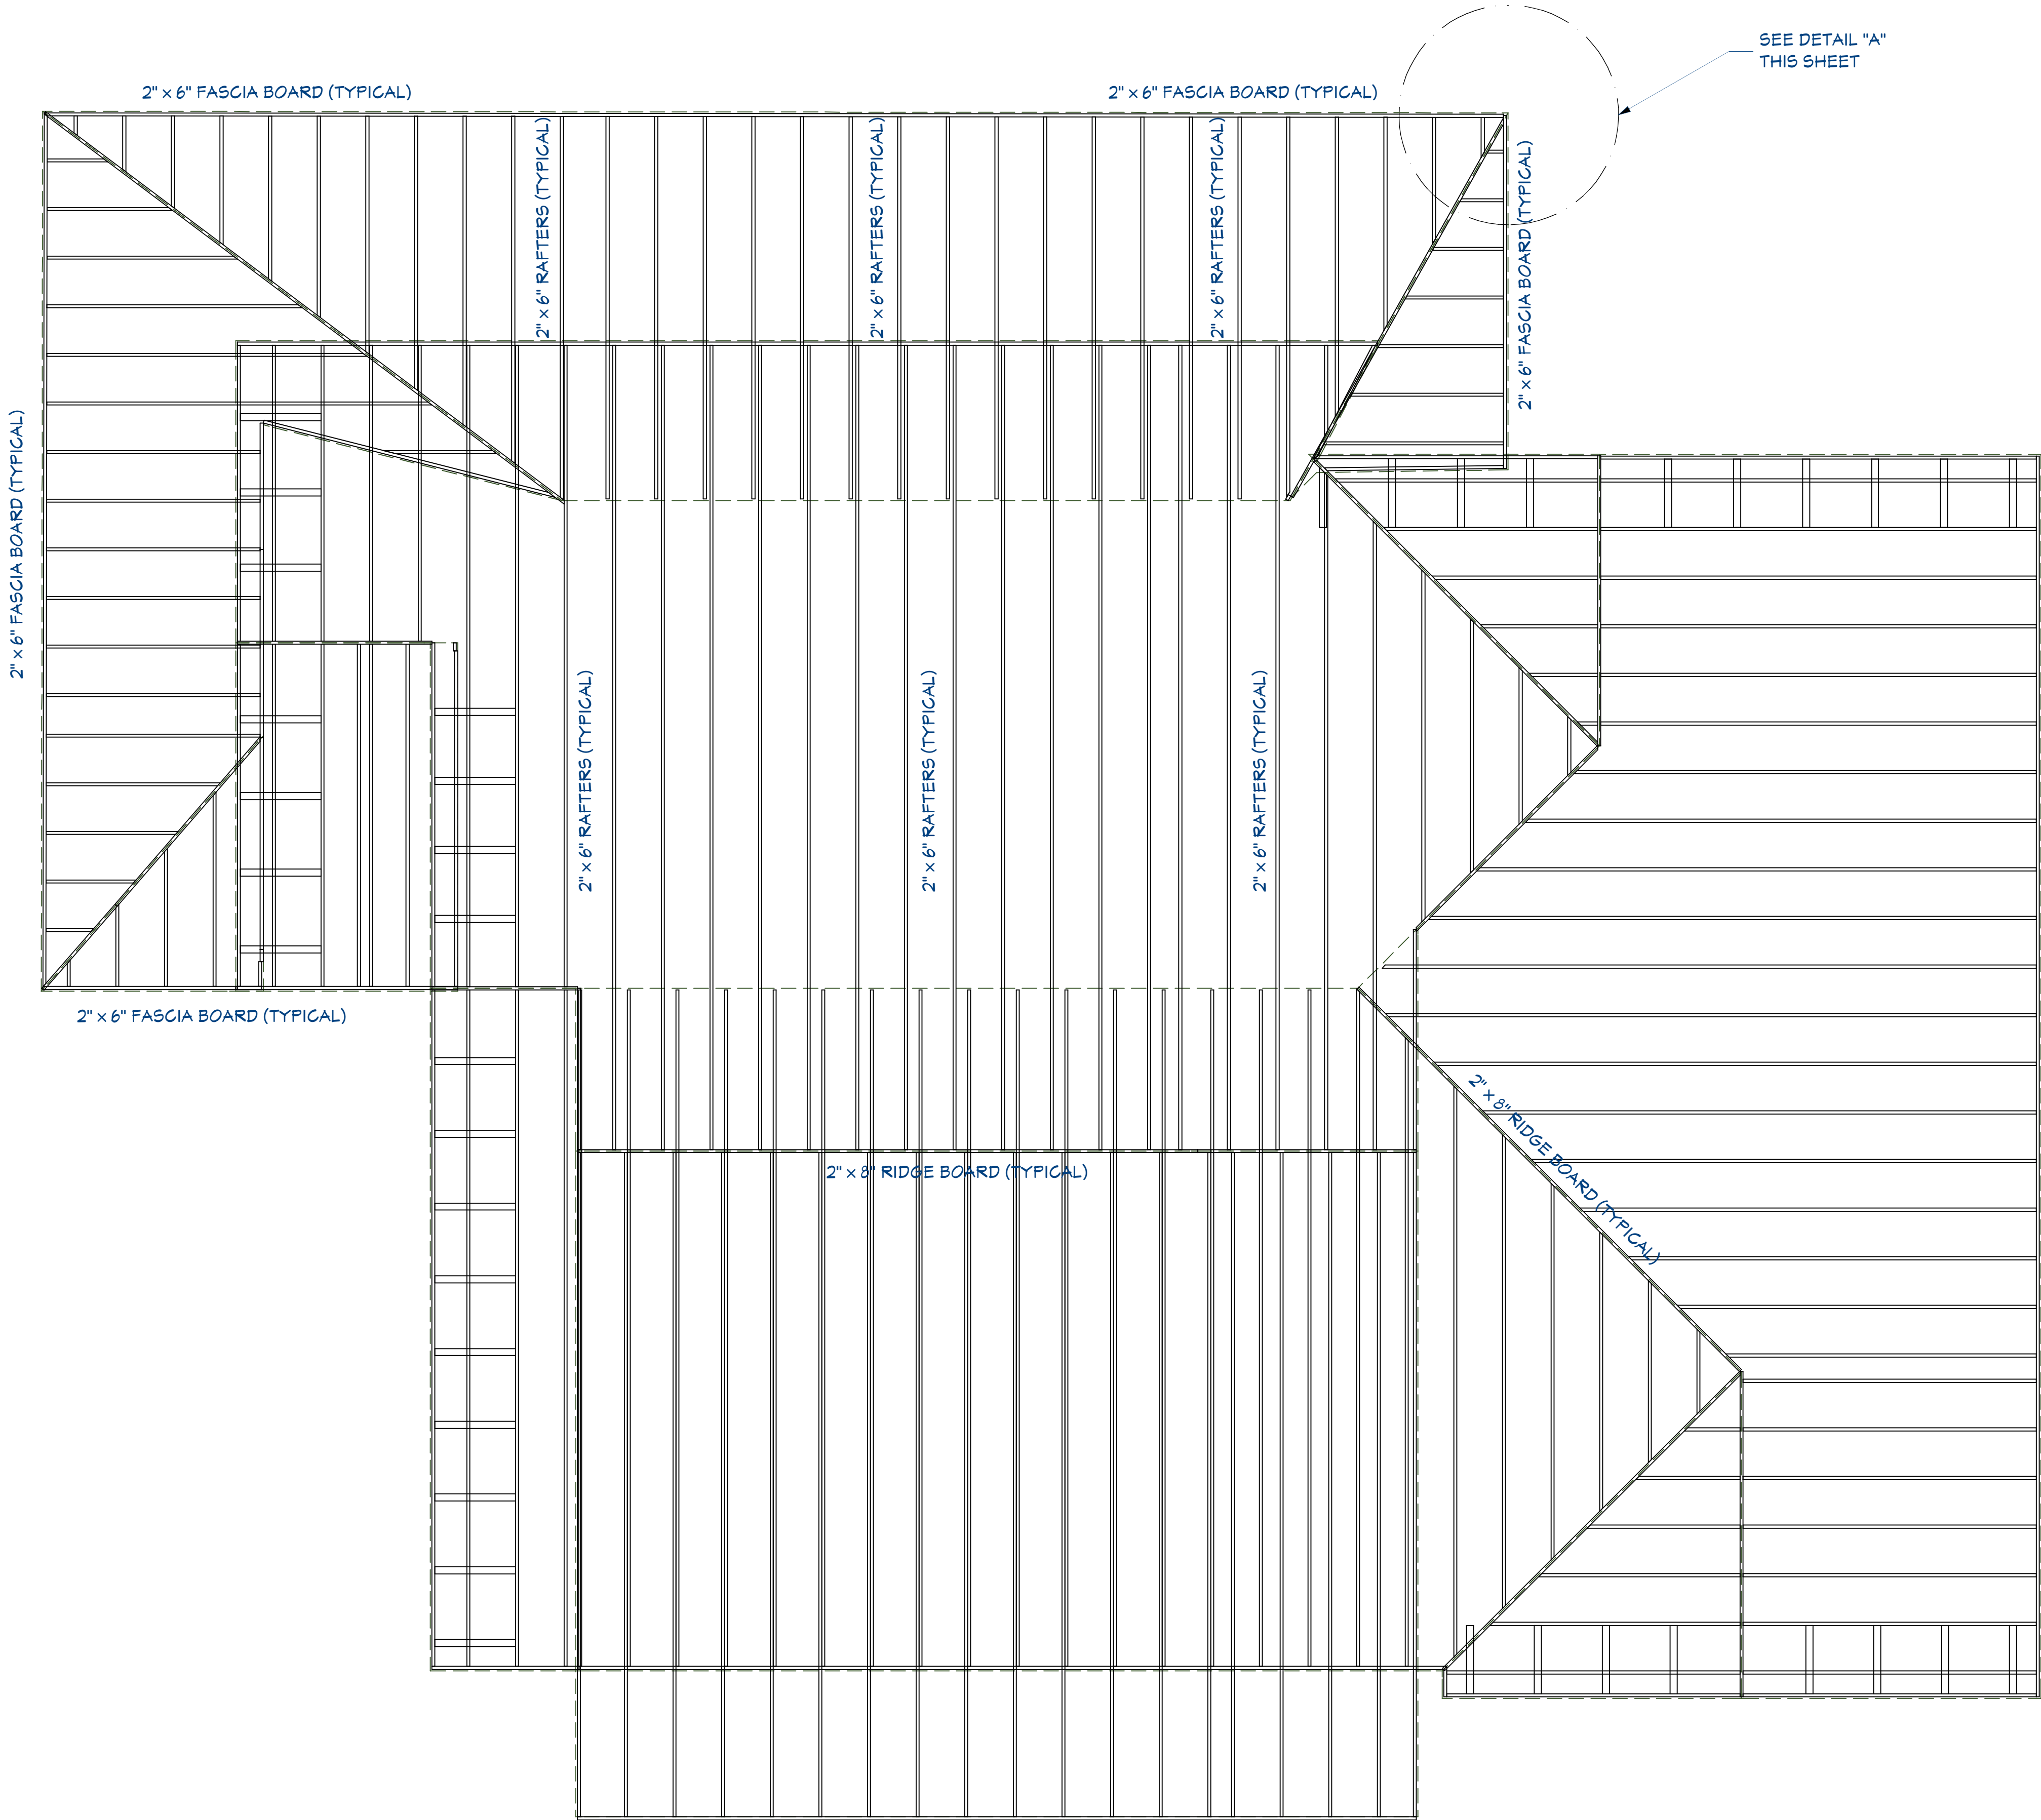 SEE DETAIL "A"
THIS SHEET
2" x 6" FASCIA BOARD (TYPICAL)
2" x 6" FASCIA BOARD (TYPICAL)
2" x 6" RAFTERS (TYPICAL)
2" x 6" RAFTERS (TYPICAL)
2" x 6" RAFTERS (TYPICAL)
2" x 6" FASCIA BOARD (TYPICAL)
2" x 6" FASCIA BOARD (TYPICAL)
2" x 6" RAFTERS (TYPICAL)
2" x 6" RAFTERS (TYPICAL)
2" x 6" RAFTERS (TYPICAL)
2" x 6" FASCIA BOARD (TYPICAL)
2" x 8" RIDGE BOARD (TYPICAL)
2" x 8" RIDGE BOARD (TYPICAL)